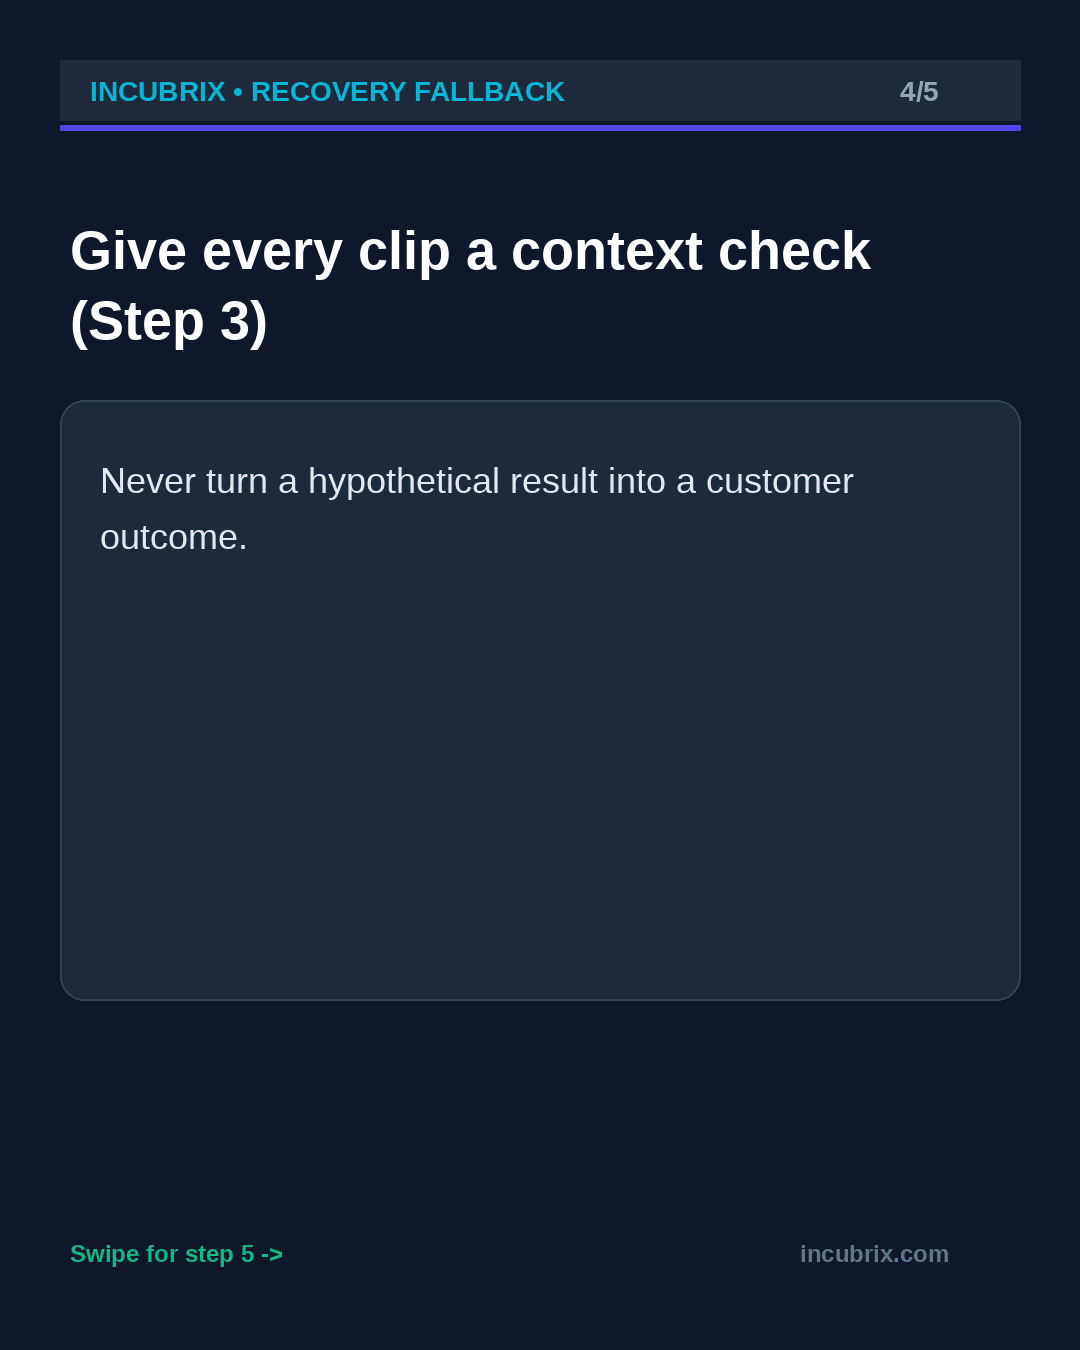 INCUBRIX • RECOVERY FALLBACK 4/5
Give every clip a context check
(Step 3)
Never turn a hypothetical result into a customer
outcome.
Swipe for step 5 -> incubrix.com